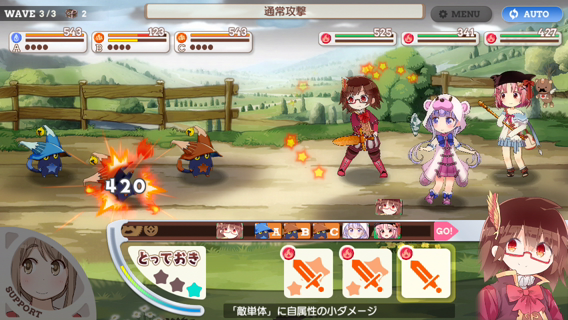 WAVE 3/3 2
通常攻撃
MENU
AUTO
543
A
123
B
543
C
525
341
427
420
A B C GO!
とっておき
SUPPORT
「敵単体」に自属性の小ダメージ